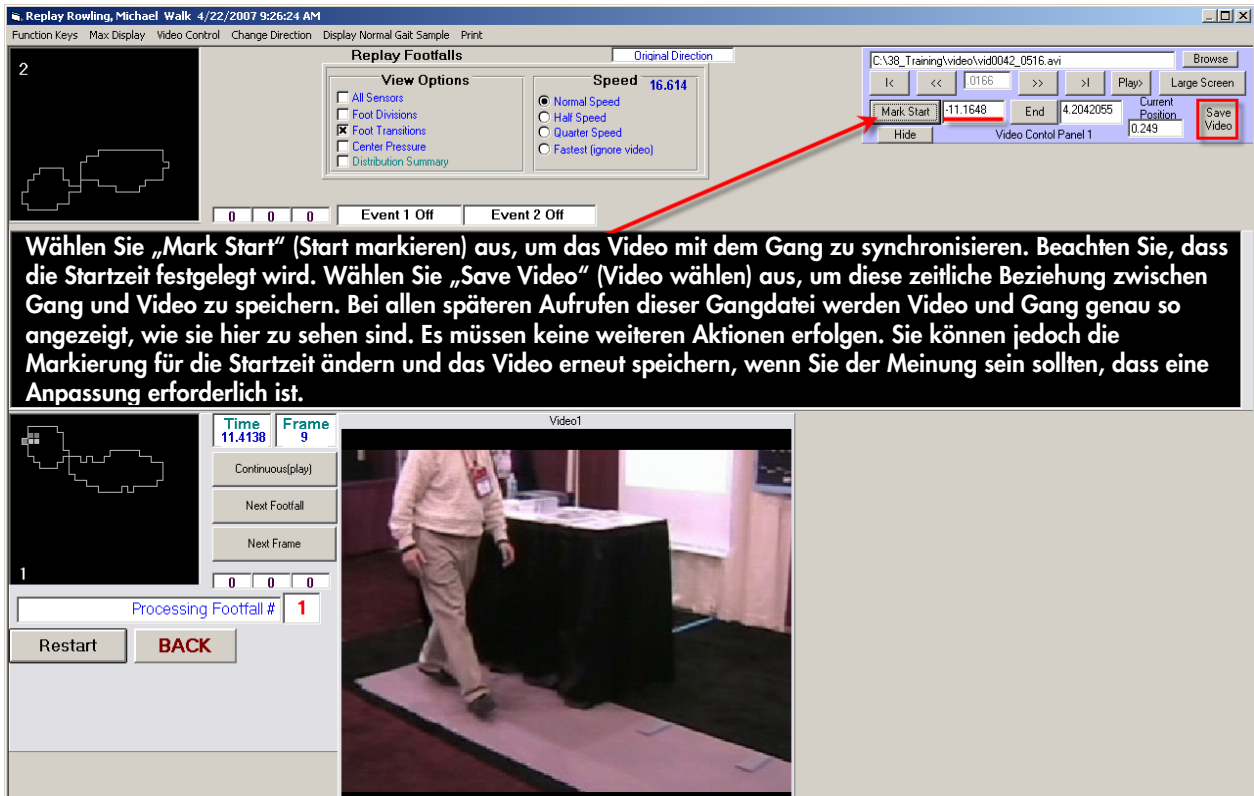 Replay Rowling, Michael Walk 4/22/2007 9:26:24 AM
Function Keys Max Display Video Control Change Direction Display Normal Gait Sample Print
2
Replay Footfalls
Original Direction
View Options
All Sensors
Foot Divisions
Foot Transitions
Center Pressure
Distribution Summary
Speed 16.614
Normal Speed
Half Speed
Quarter Speed
Fastest (ignore video)
C:\38_Training\video\vid0042_0516.avi Browse
|< << .0166 >> >| Play> Large Screen
Mark Start -11.1648 End 4.2042055 Current Position 0.249 Save Video
Hide Video Contol Panel 1
0 0 0 Event 1 Off Event 2 Off
Wählen Sie „Mark Start“ (Start markieren) aus, um das Video mit dem Gang zu synchronisieren. Beachten Sie, dass
die Startzeit festgelegt wird. Wählen Sie „Save Video“ (Video wählen) aus, um diese zeitliche Beziehung zwischen
Gang und Video zu speichern. Bei allen späteren Aufrufen dieser Gangdatei werden Video und Gang genau so
angezeigt, wie sie hier zu sehen sind. Es müssen keine weiteren Aktionen erfolgen. Sie können jedoch die
Markierung für die Startzeit ändern und das Video erneut speichern, wenn Sie der Meinung sein sollten, dass eine
Anpassung erforderlich ist.
Time Frame
11.4138 9
Video1
Continuous(play)
Next Footfall
Next Frame
1
0 0 0
Processing Footfall # 1
Restart BACK